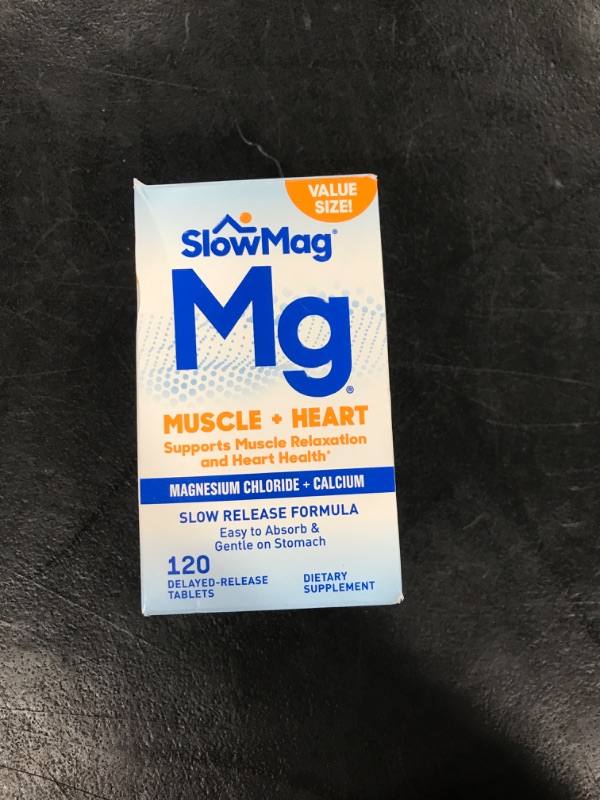 VALUE
SIZE!
SlowMag®
Mg®
MUSCLE + HEART
Supports Muscle Relaxation
and Heart Health*
MAGNESIUM CHLORIDE + CALCIUM
SLOW RELEASE FORMULA
Easy to Absorb &
Gentle on Stomach
120
DELAYED-RELEASE
TABLETS
DIETARY
SUPPLEMENT